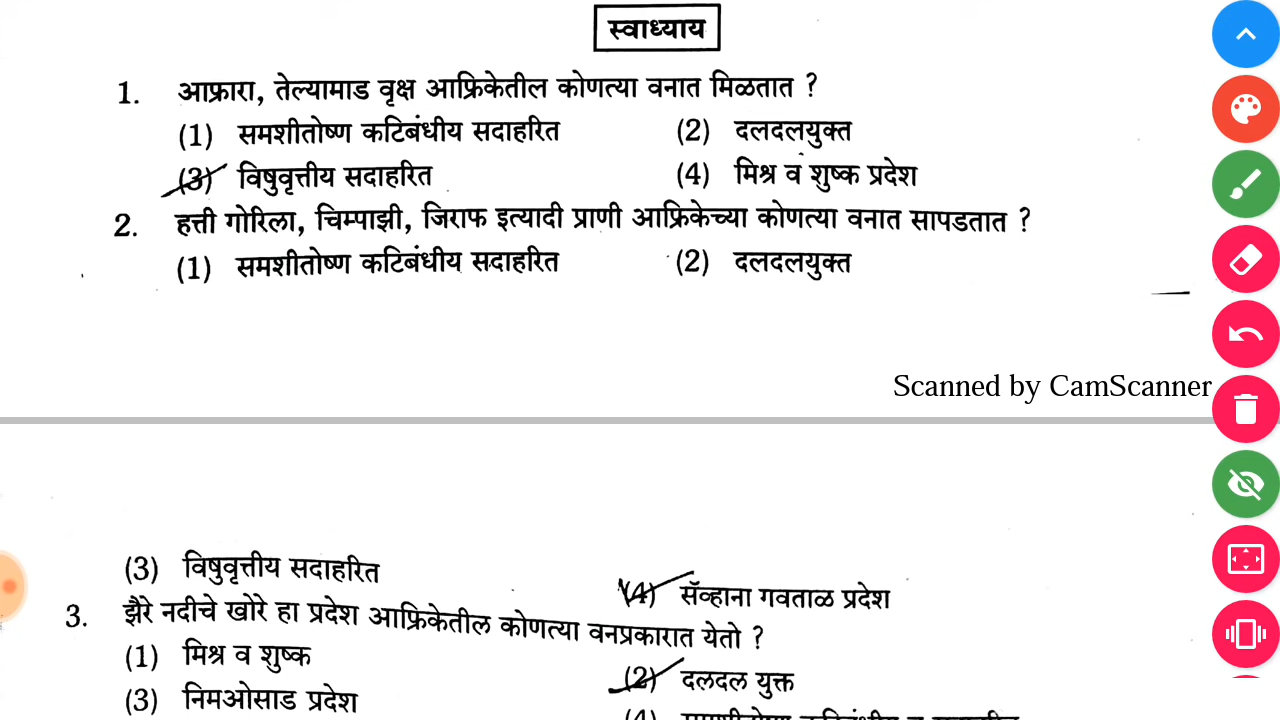 स्वाध्याय
1. आफ्रारा, तेल्यामाड वृक्ष आफ्रिकेतील कोणत्या वनात मिळतात ?
(1) समशीतोष्ण कटिबंधीय सदाहरित (2) दलदलयुक्त
(3) विषुवृत्तीय सदाहरित (4) मिश्र व शुष्क प्रदेश
2. हत्ती गोरिला, चिम्पाझी, जिराफ इत्यादी प्राणी आफ्रिकेच्या कोणत्या वनात सापडतात ?
(1) समशीतोष्ण कटिबंधीय सदाहरित (2) दलदलयुक्त
Scanned by CamScanner
(3) विषुवृत्तीय सदाहरित (4) सॅव्हाना गवताळ प्रदेश
3. झैरे नदीचे खोरे हा प्रदेश आफ्रिकेतील कोणत्या वनप्रकारात येतो ?
(1) मिश्र व शुष्क (2) दलदल युक्त
(3) निमओसाड प्रदेश